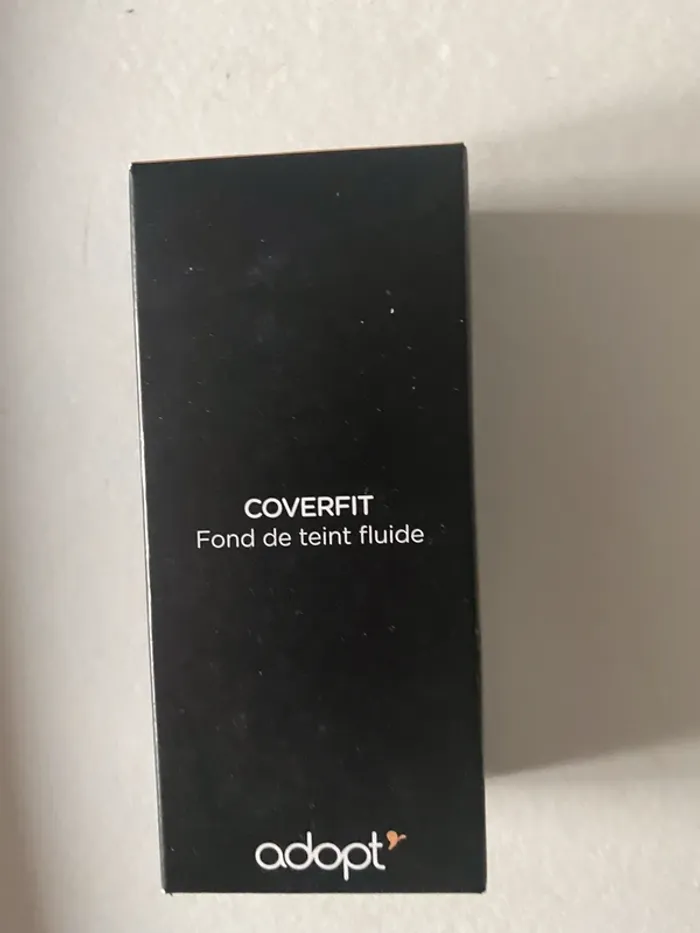 COVERFIT
Fond de teint fluide
adopt'